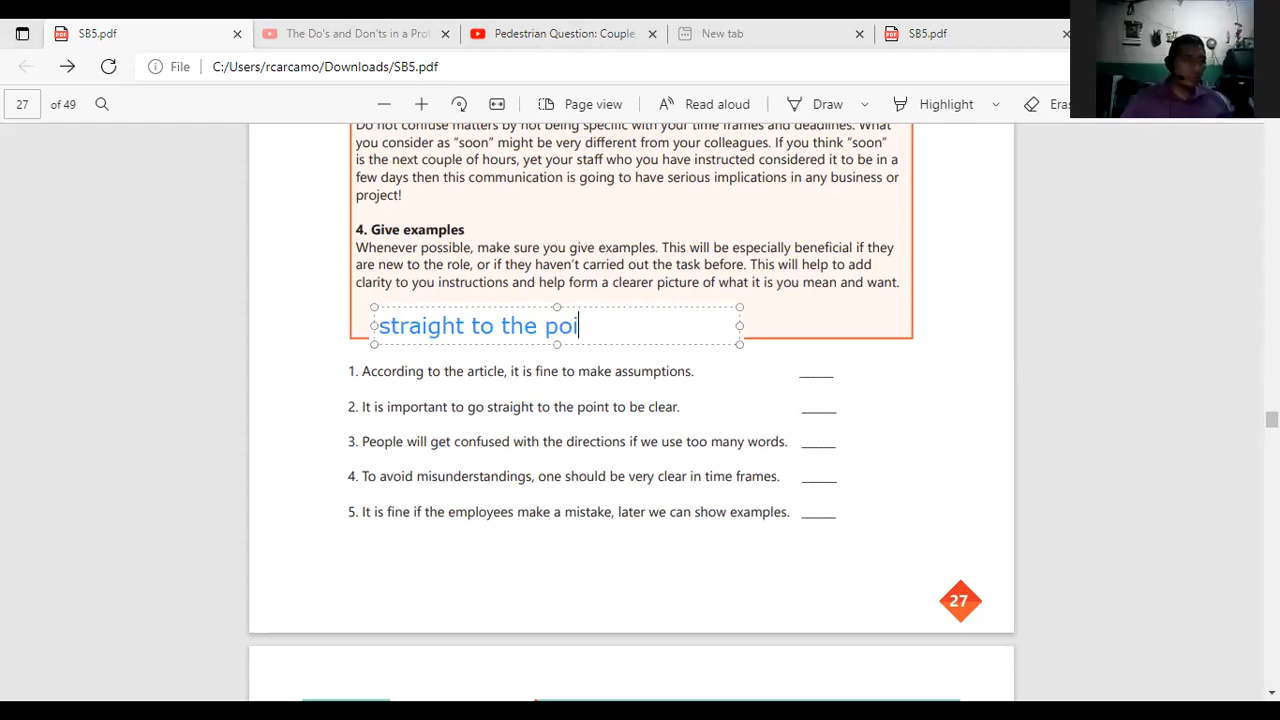 SB5.pdf
The Do's and Don'ts in a Prof
Pedestrian Question: Couple
New tab
SB5.pdf
File
C:/Users/rcarcamo/Downloads/SB5.pdf
27 of 49
Page view
Read aloud
Draw
Highlight
Eras
Do not confuse matters by not being specific with your time frames and deadlines. What
you consider as “soon” might be very different from your colleagues. If you think “soon”
is the next couple of hours, yet your staff who you have instructed considered it to be in a
few days then this communication is going to have serious implications in any business or
project!
4. Give examples
Whenever possible, make sure you give examples. This will be especially beneficial if they
are new to the role, or if they haven’t carried out the task before. This will help to add
clarity to you instructions and help form a clearer picture of what it is you mean and want.
straight to the poi
1. According to the article, it is fine to make assumptions. _____
2. It is important to go straight to the point to be clear. _____
3. People will get confused with the directions if we use too many words. _____
4. To avoid misunderstandings, one should be very clear in time frames. _____
5. It is fine if the employees make a mistake, later we can show examples. _____
27